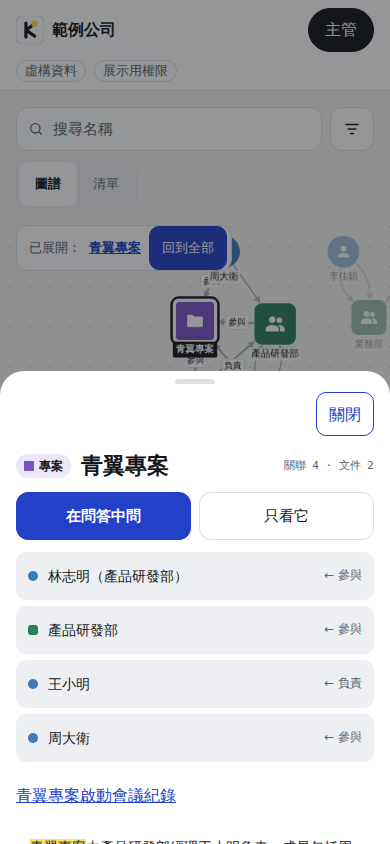 範例公司
主管
虛構資料
展示用權限
搜尋名稱
圖譜
清單
已展開：
青翼專案
回到全部
周大衛
李佳穎
參與
青翼專案
產品研發部
業務部
參與
負責
關閉
專案
青翼專案
關聯 4 · 文件 2
在問答中問
只看它
林志明（產品研發部）
← 參與
產品研發部
← 參與
王小明
← 負責
周大衛
← 參與
青翼專案啟動會議紀錄